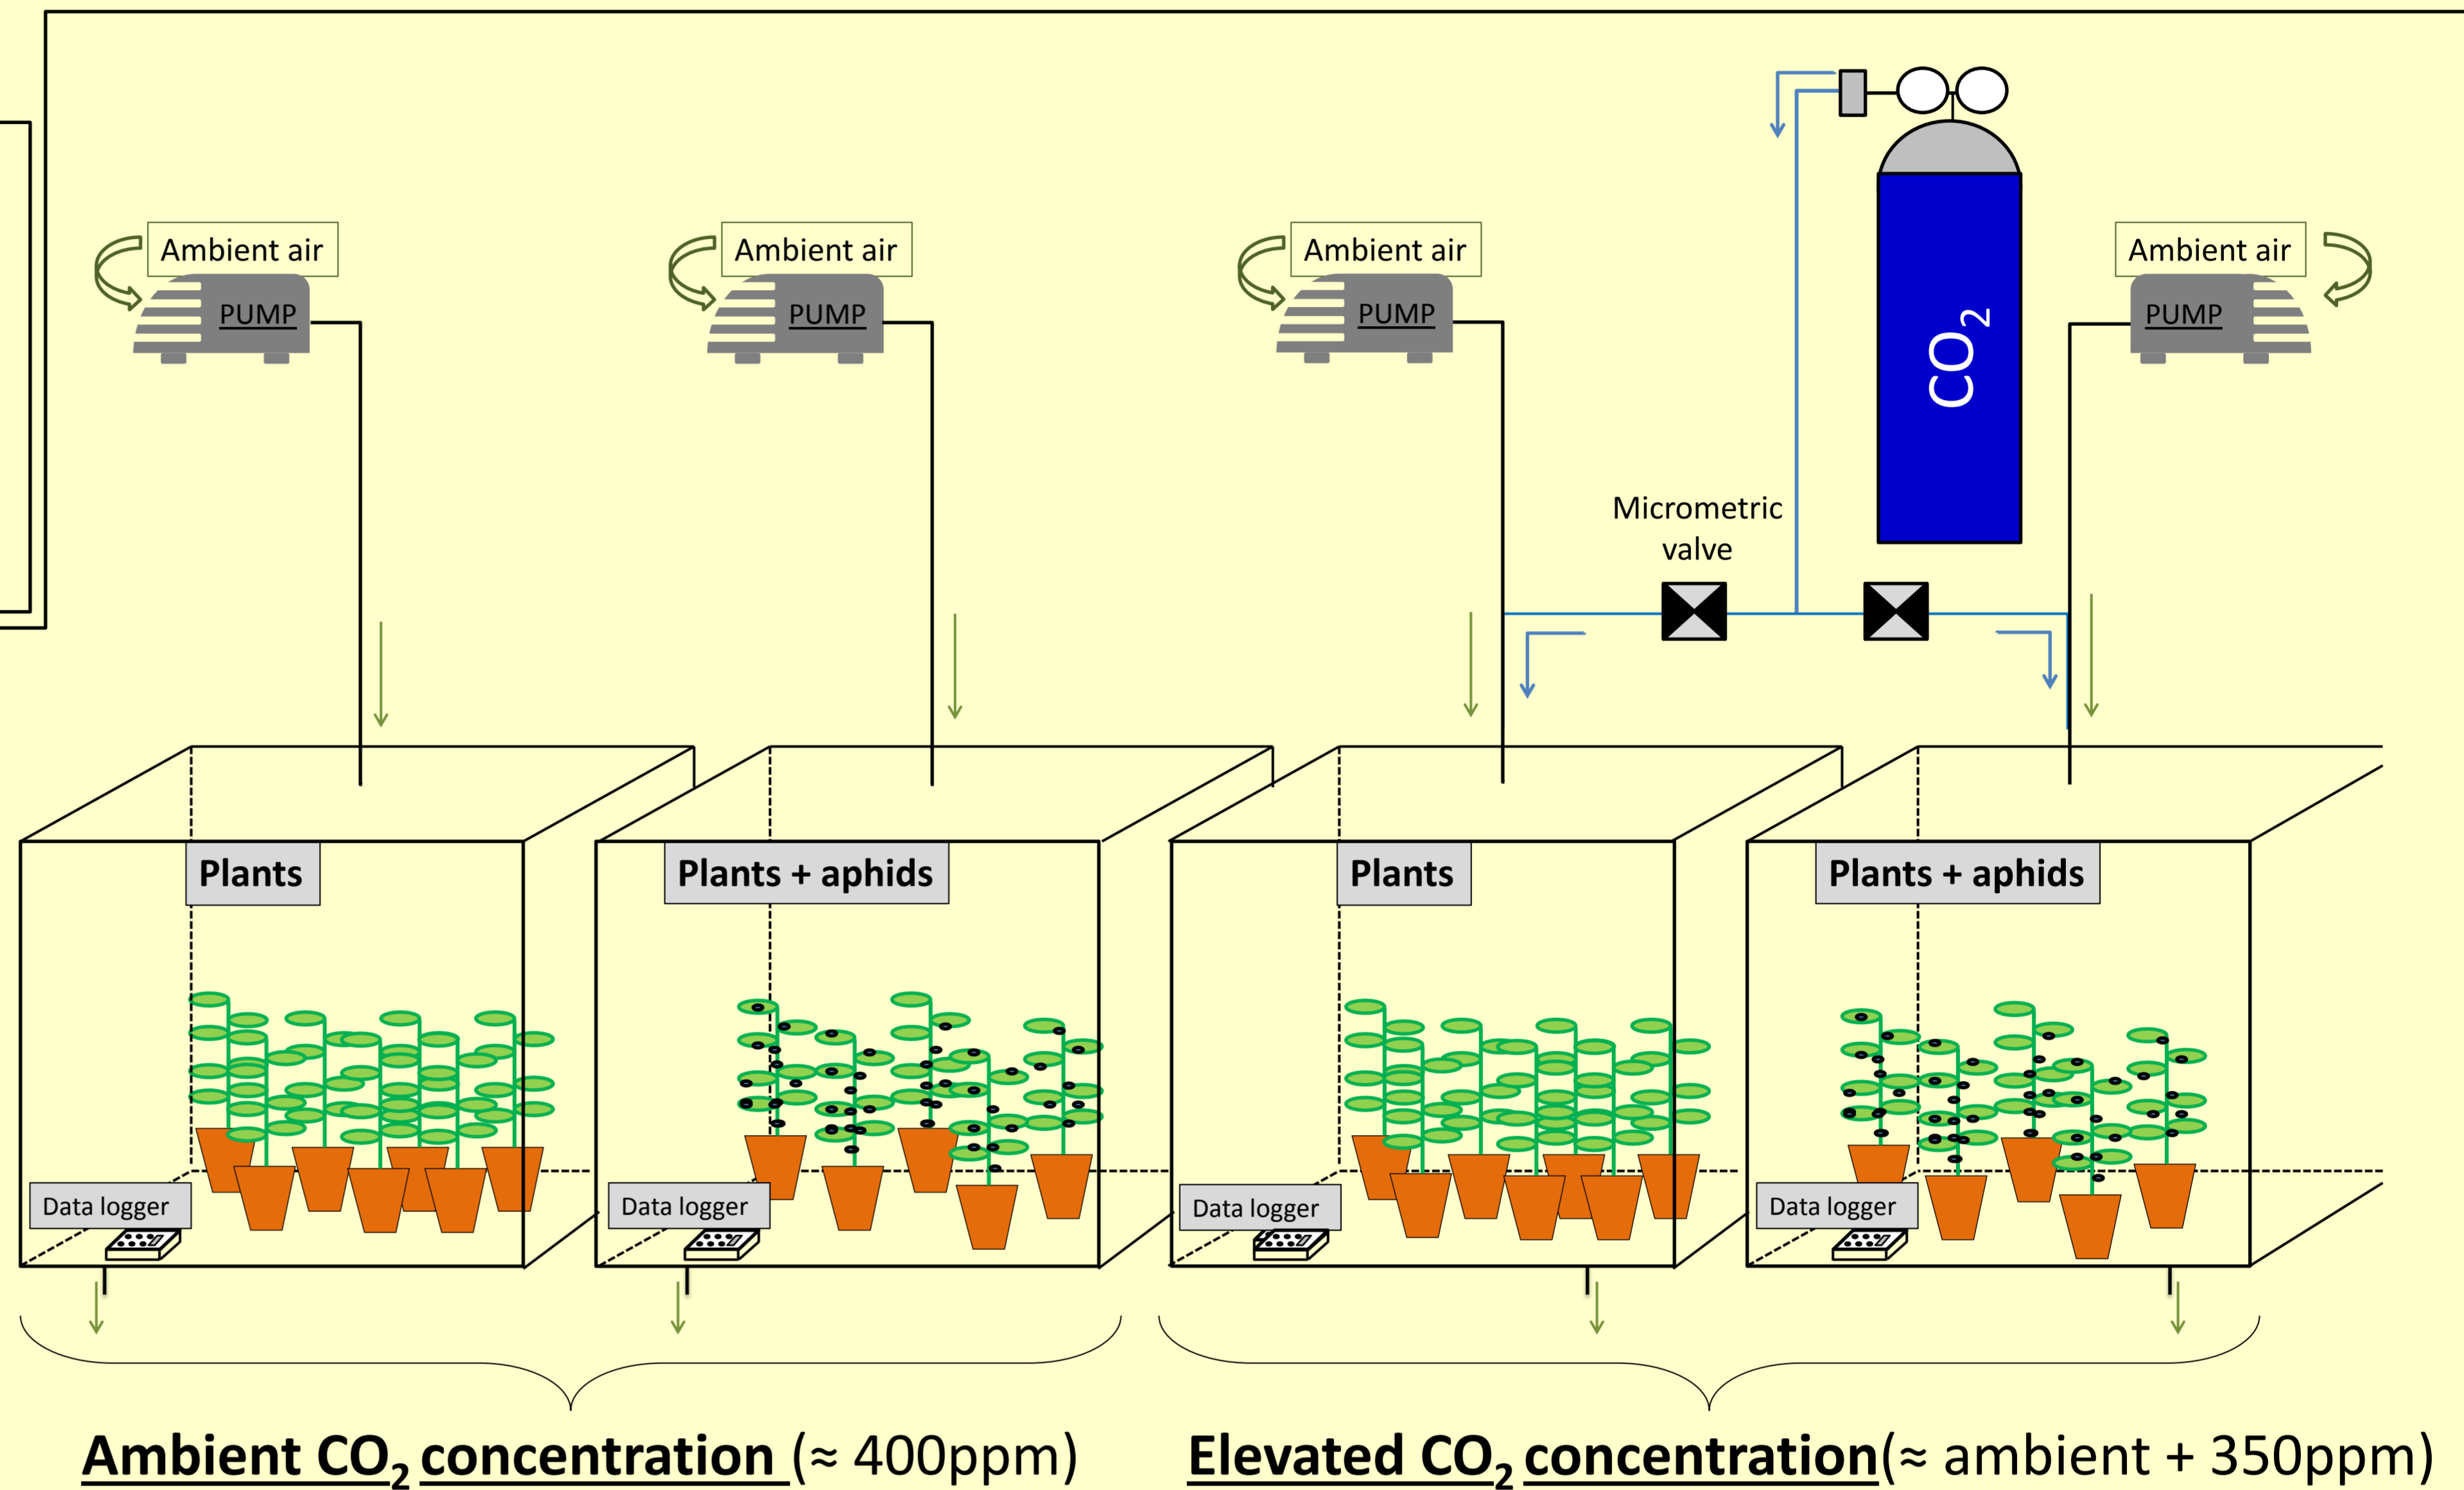 Ambient air
Ambient air
Ambient air
Ambient air
PUMP
PUMP
PUMP
PUMP
CO₂
Micrometric
valve
Plants
Plants + aphids
Plants
Plants + aphids
Data logger
Data logger
Data logger
Data logger
Ambient CO₂ concentration (≈ 400ppm)
Elevated CO₂ concentration(≈ ambient + 350ppm)